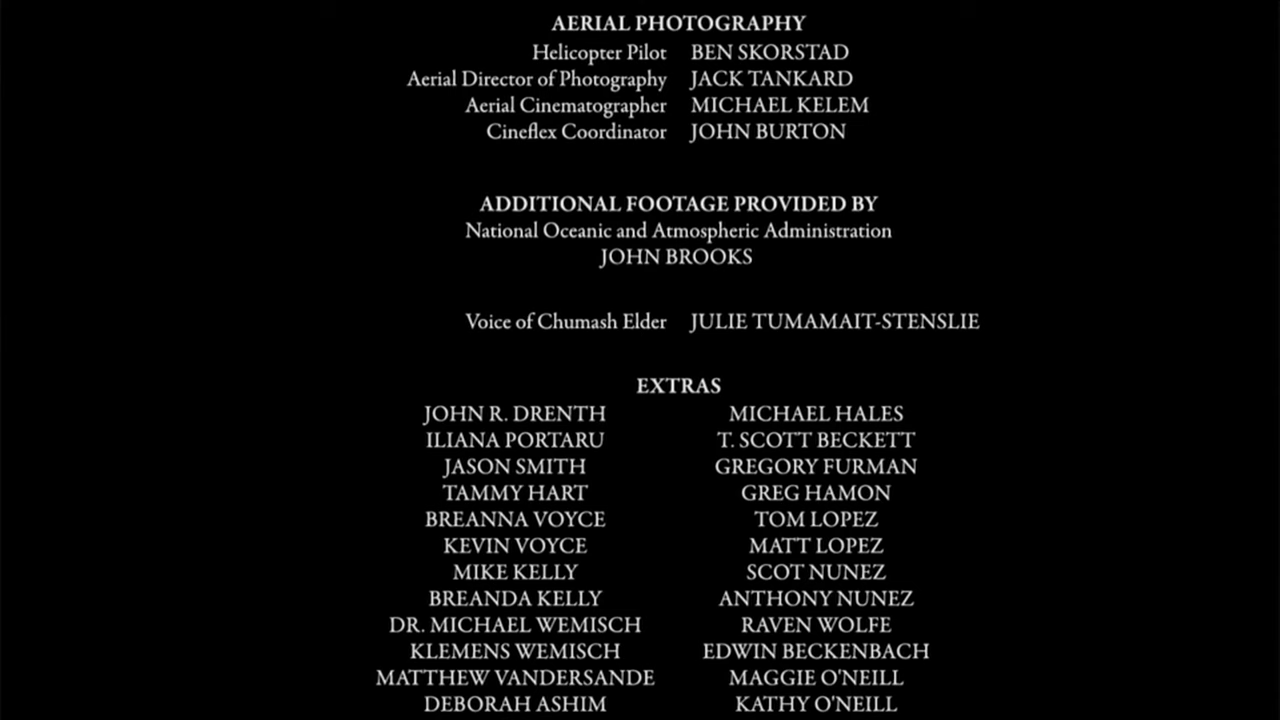 AERIAL PHOTOGRAPHY
Helicopter Pilot BEN SKORSTAD
Aerial Director of Photography JACK TANKARD
Aerial Cinematographer MICHAEL KELEM
Cineflex Coordinator JOHN BURTON
ADDITIONAL FOOTAGE PROVIDED BY
National Oceanic and Atmospheric Administration
JOHN BROOKS
Voice of Chumash Elder JULIE TUMAMAIT-STENSLIE
EXTRAS
JOHN R. DRENTH MICHAEL HALES
ILIANA PORTARU T. SCOTT BECKETT
JASON SMITH GREGORY FURMAN
TAMMY HART GREG HAMON
BREANNA VOYCE TOM LOPEZ
KEVIN VOYCE MATT LOPEZ
MIKE KELLY SCOT NUNEZ
BREANDA KELLY ANTHONY NUNEZ
DR. MICHAEL WEMISCH RAVEN WOLFE
KLEMENS WEMISCH EDWIN BECKENBACH
MATTHEW VANDERSANDE MAGGIE O'NEILL
DEBORAH ASHIM KATHY O'NEILL